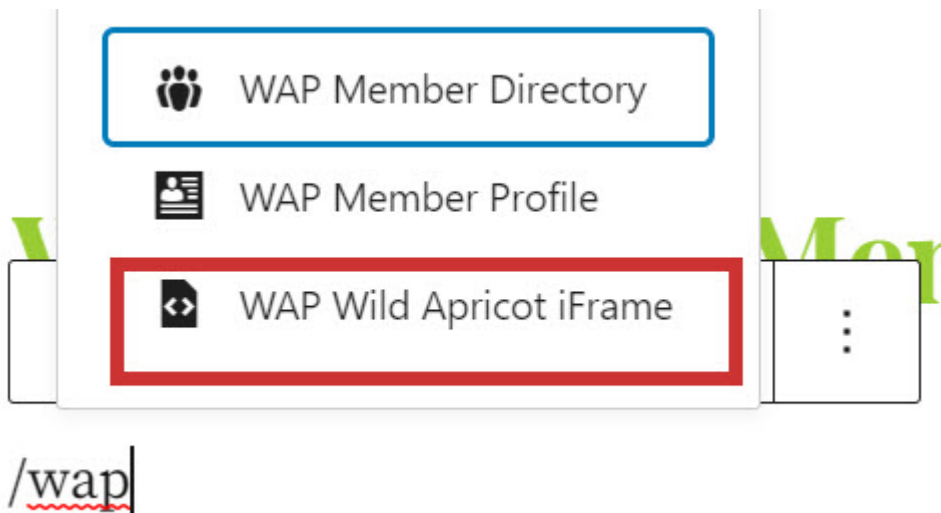 WAP Member Directory
WAP Member Profile
WAP Wild Apricot iFrame
/wap